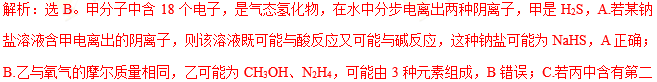 解析：选 B。甲分子中含 18 个电子，是气态氢化物，在水中分步电离出两种阴离子，甲是 H₂S，A.若某钠
盐溶液含甲电离出的阴离子，则该溶液既可能与酸反应又可能与碱反应，这种钠盐可能为 NaHS，A 正确；
B.乙与氧气的摩尔质量相同，乙可能为 CH₃OH、N₂H₄，可能由 3 种元素组成，B 错误；C.若丙中含有第二